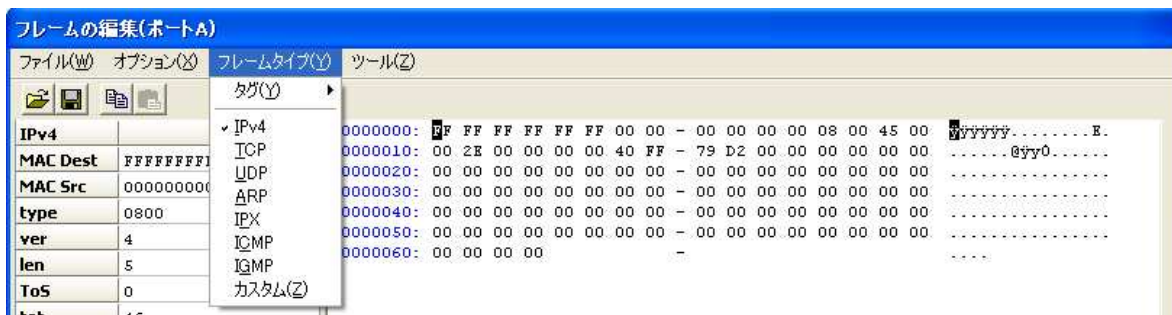 フレームの編集(ポートA)
ファイル(W) オプション(X) フレームタイプ(Y) ツール(Z)
タグ(Y)
IPv4
TCP
UDP
ARP
IPX
ICMP
IGMP
カスタム(Z)
IPv4
MAC Dest FFFFFFFF
MAC Src 000000000
type 0800
ver 4
len 5
ToS 0
0000000: FF FF FF FF FF FF 00 00 - 00 00 00 00 08 00 45 00 ÿÿÿÿÿÿ........E.
0000010: 00 2E 00 00 00 00 40 FF - 79 D2 00 00 00 00 00 00 ......@ÿyÒ......
0000020: 00 00 00 00 00 00 00 00 - 00 00 00 00 00 00 00 00 ................
0000030: 00 00 00 00 00 00 00 00 - 00 00 00 00 00 00 00 00 ................
0000040: 00 00 00 00 00 00 00 00 - 00 00 00 00 00 00 00 00 ................
0000050: 00 00 00 00 00 00 00 00 - 00 00 00 00 00 00 00 00 ................
0000060: 00 00 00 00 - ....